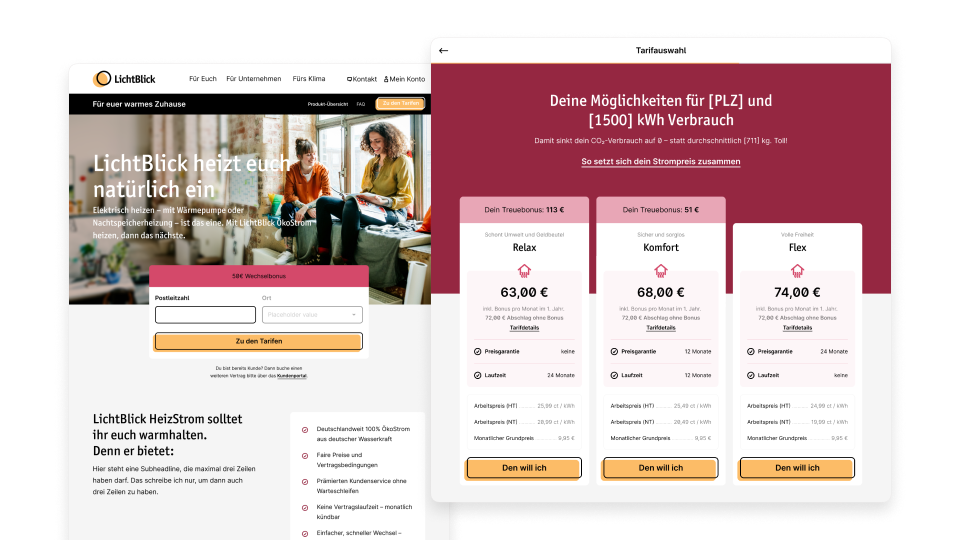 LichtBlick
Für Euch
Für Unternehmen
Fürs Klima
Kontakt
Mein Konto
Für euer warmes Zuhause
Produkt-Übersicht
FAQ
Zu den Tarifen
LichtBlick heizt euch
natürlich ein
Elektrisch heizen – mit Wärmepumpe oder
Nachtspeicherheizung – ist das eine. Mit LichtBlick ÖkoStrom
heizen, dann das nächste.
50€ Wechselbonus
Postleitzahl
Ort
Placeholder value
Zu den Tarifen
Du bist bereits Kunde? Dann buche einen
weiteren Vertrag bitte über das Kundenportal.
LichtBlick HeizStrom solltet
ihr euch warmhalten.
Denn er bietet:
Hier steht eine Subheadline, die maximal drei Zeilen
haben darf. Das schreibe ich nur, um dann auch
drei Zeilen zu haben.
Deutschlandweit 100% ÖkoStrom
aus deutscher Wasserkraft
Faire Preise und
Vertragsbedingungen
Prämierten Kundenservice ohne
Warteschleifen
Keine Vertragslaufzeit – monatlich
kündbar
Einfacher, schneller Wechsel –
Tarifauswahl
Deine Möglichkeiten für [PLZ] und
[1500] kWh Verbrauch
Damit sinkt dein CO₂-Verbrauch auf 0 – statt durchschnittlich [711] kg. Toll!
So setzt sich dein Strompreis zusammen
Dein Treuebonus: 113 €
Schont Umwelt und Geldbeutel
Relax
63,00 €
inkl. Bonus pro Monat im 1. Jahr.
72,00 € Abschlag ohne Bonus
Tarifdetails
Preisgarantie keine
Laufzeit 24 Monate
Arbeitspreis (HT) 25,99 ct / kWh
Arbeitspreis (NT) 20,99 ct / kWh
Monatlicher Grundpreis 9,95 €
Den will ich
Dein Treuebonus: 51 €
Sicher und sorglos
Komfort
68,00 €
inkl. Bonus pro Monat im 1. Jahr.
72,00 € Abschlag ohne Bonus
Tarifdetails
Preisgarantie 12 Monate
Laufzeit 12 Monate
Arbeitspreis (HT) 25,49 ct / kWh
Arbeitspreis (NT) 20,49 ct / kWh
Monatlicher Grundpreis 9,95 €
Den will ich
Volle Freiheit
Flex
74,00 €
inkl. Bonus pro Monat im 1. Jahr.
72,00 € Abschlag ohne Bonus
Tarifdetails
Preisgarantie 24 Monate
Laufzeit keine
Arbeitspreis (HT) 24,99 ct / kWh
Arbeitspreis (NT) 19,99 ct / kWh
Monatlicher Grundpreis 9,95 €
Den will ich